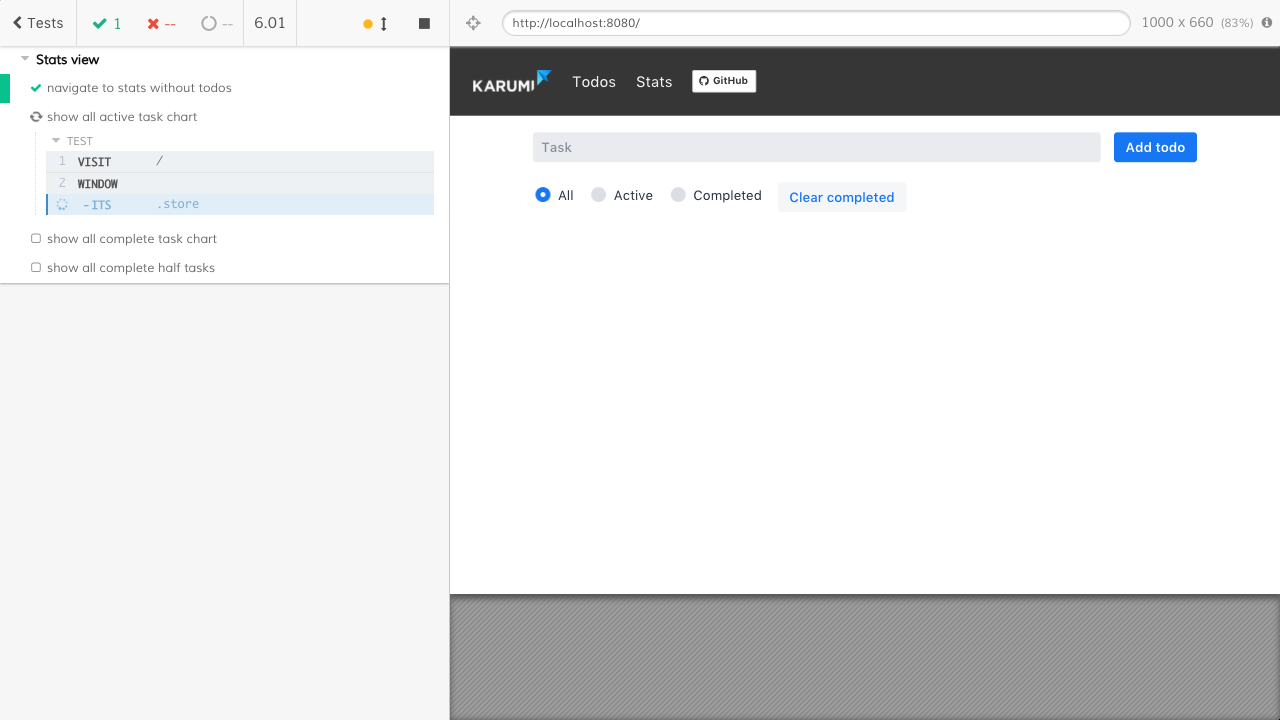 Tests 1 -- -- 6.01
Stats view
navigate to stats without todos
show all active task chart
TEST
1 VISIT /
2 WINDOW
-ITS .store
show all complete task chart
show all complete half tasks
http://localhost:8080/ 1000 x 660 (83%)
KARUMI Todos Stats GitHub
Task Add todo
All Active Completed Clear completed